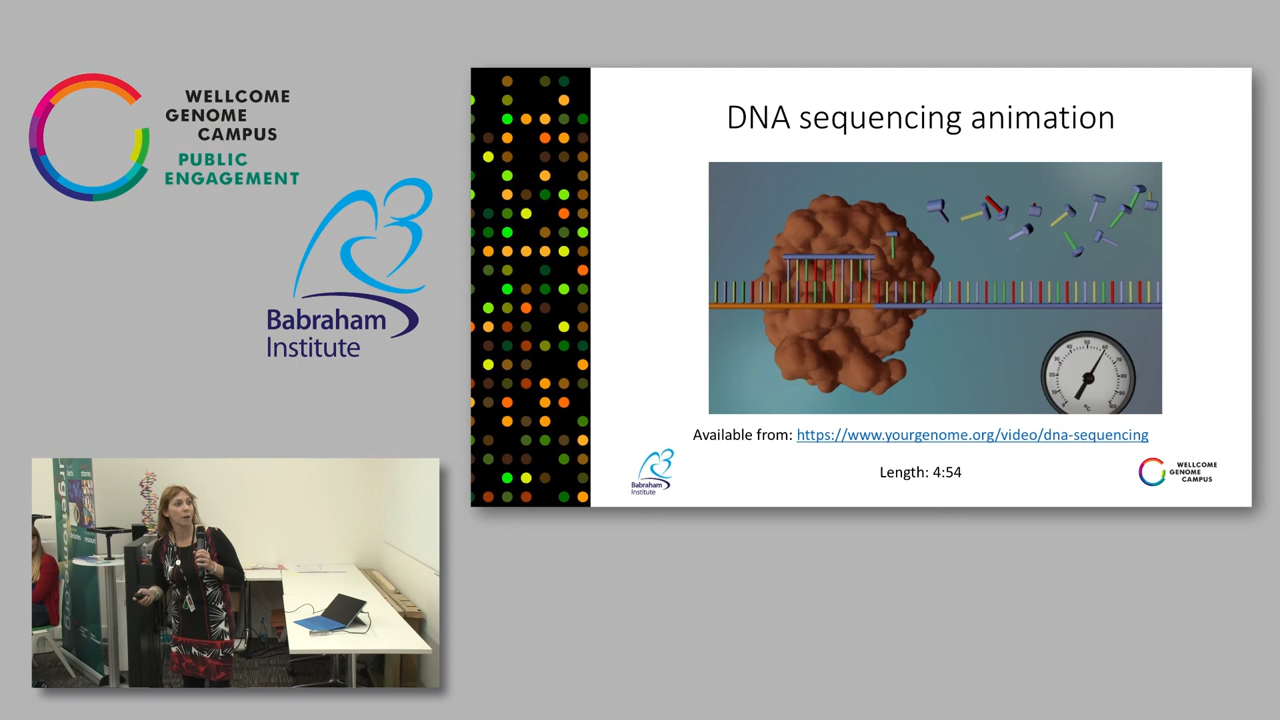 WELLCOME
GENOME
CAMPUS
PUBLIC
ENGAGEMENT
Babraham
Institute
DNA sequencing animation
Available from: https://www.yourgenome.org/video/dna-sequencing
Length: 4:54
Babraham
Institute
WELLCOME
GENOME
CAMPUS